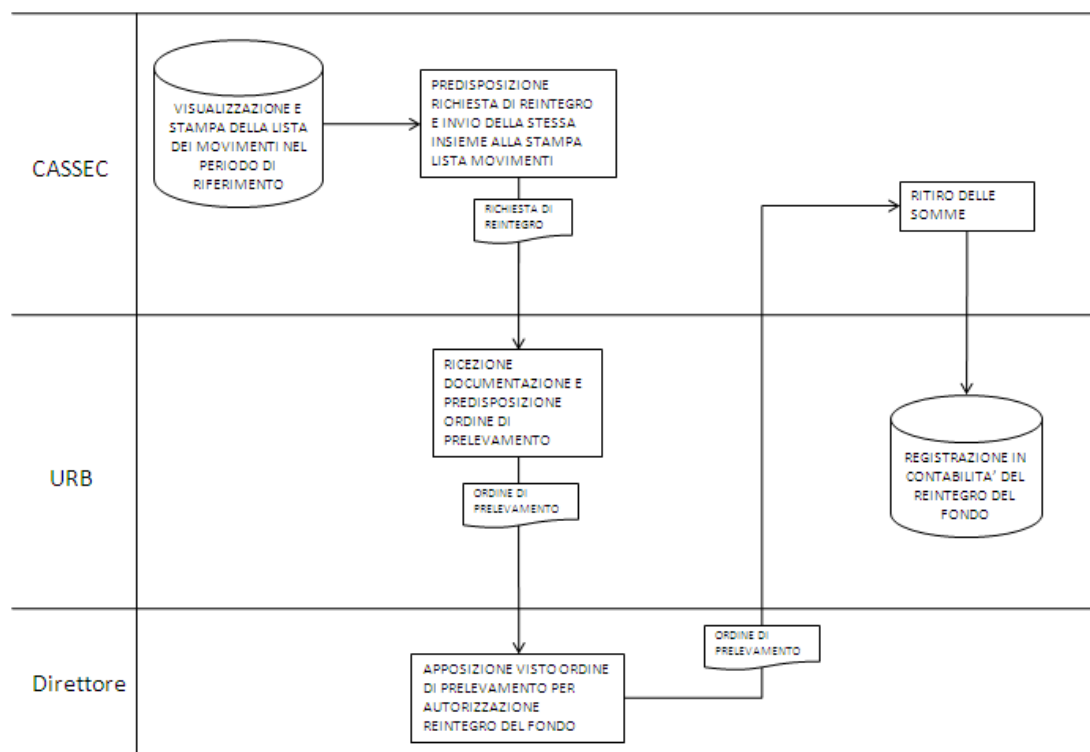 CASSEC
VISUALIZZAZIONE E
STAMPA DELLA LISTA
DEI MOVIMENTI NEL
PERIODO DI
RIFERIMENTO
PREDISPOSIZIONE
RICHIESTA DI REINTEGRO
E INVIO DELLA STESSA
INSIEME ALLA STAMPA
LISTA MOVIMENTI
RICHIESTA DI
REINTEGRO
RITIRO DELLE
SOMME
URB
RICEZIONE
DOCUMENTAZIONE E
PREDISPOSIZIONE
ORDINE DI
PRELEVAMENTO
ORDINE DI
PRELEVAMENTO
REGISTRAZIONE IN
CONTABILITA’ DEL
REINTEGRO DEL
FONDO
Direttore
APPOSIZIONE VISTO ORDINE
DI PRELEVAMENTO PER
AUTORIZZAZIONE
REINTEGRO DEL FONDO
ORDINE DI
PRELEVAMENTO